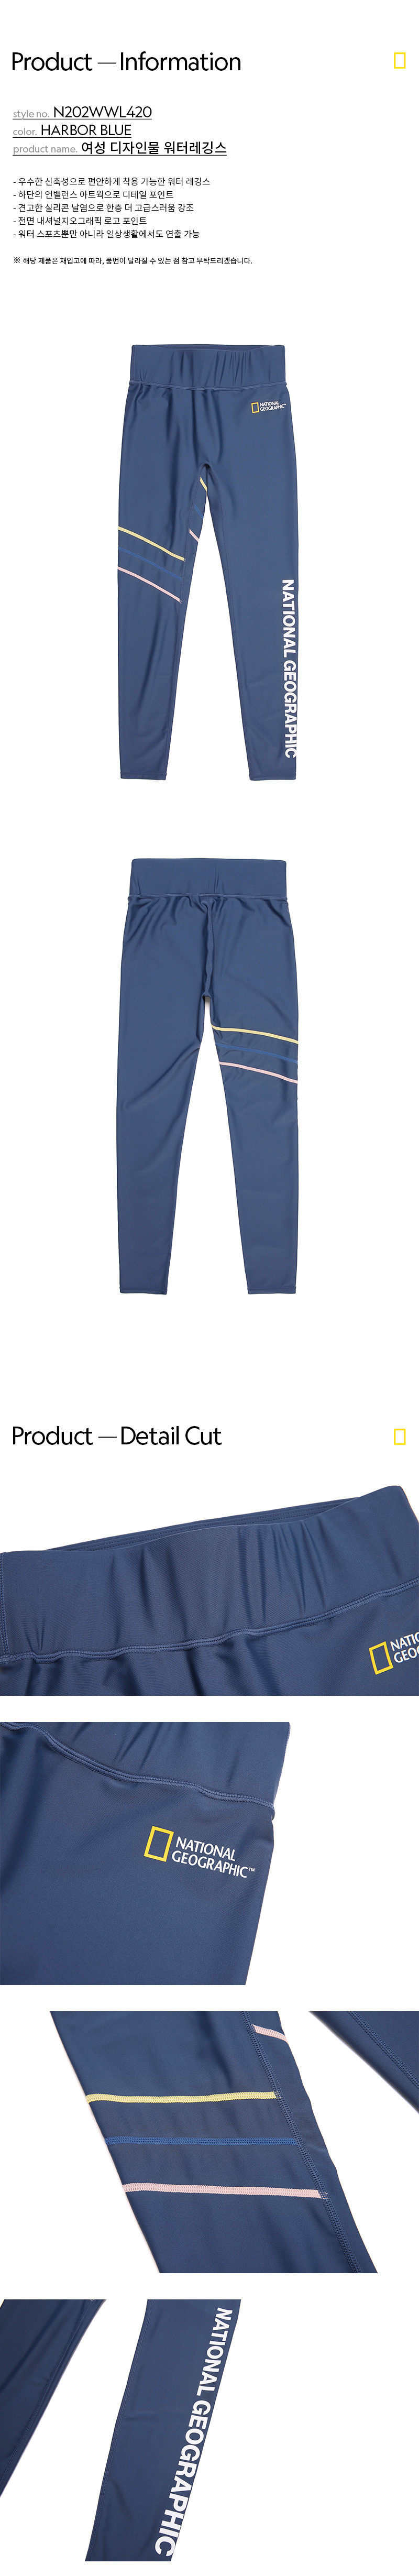 Product — Information
style no. N202WWL420
color. HARBOR BLUE
product name. 여성 디자인물 워터레깅스
- 우수한 신축성으로 편안하게 착용 가능한 워터 레깅스
- 하단의 언밸런스 아트웍으로 디테일 포인트
- 견고한 실리콘 날염으로 한층 더 고급스러움 강조
- 전면 내셔널지오그래픽 로고 포인트
- 워터 스포츠뿐만 아니라 일상생활에서도 연출 가능
※ 해당 제품은 재입고에 따라, 품번이 달라질 수 있는 점 참고 부탁드리겠습니다.
NATIONAL
GEOGRAPHIC™
NATIONAL GEOGRAPHIC
Product — Detail Cut
NATIO
GEOG
NATIONAL
GEOGRAPHIC™
NATIONAL GEOGRAPHIC